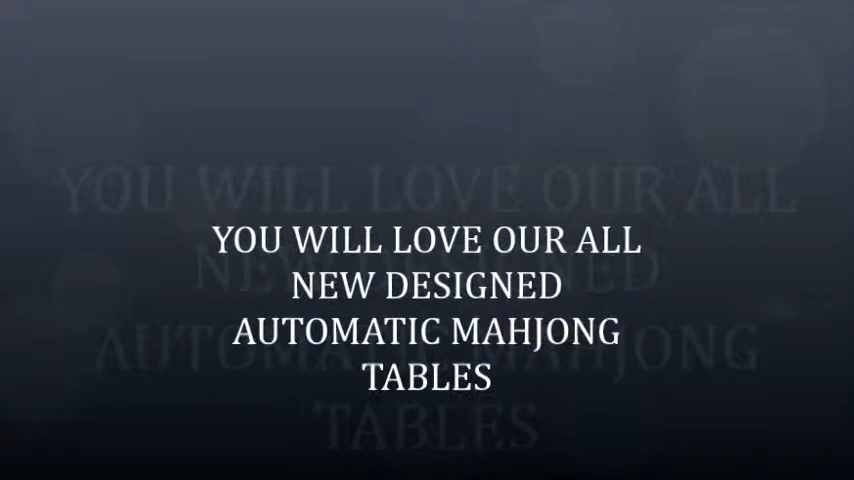 YOU WILL LOVE OUR ALL
NEW DESIGNED
AUTOMATIC MAHJONG
TABLES